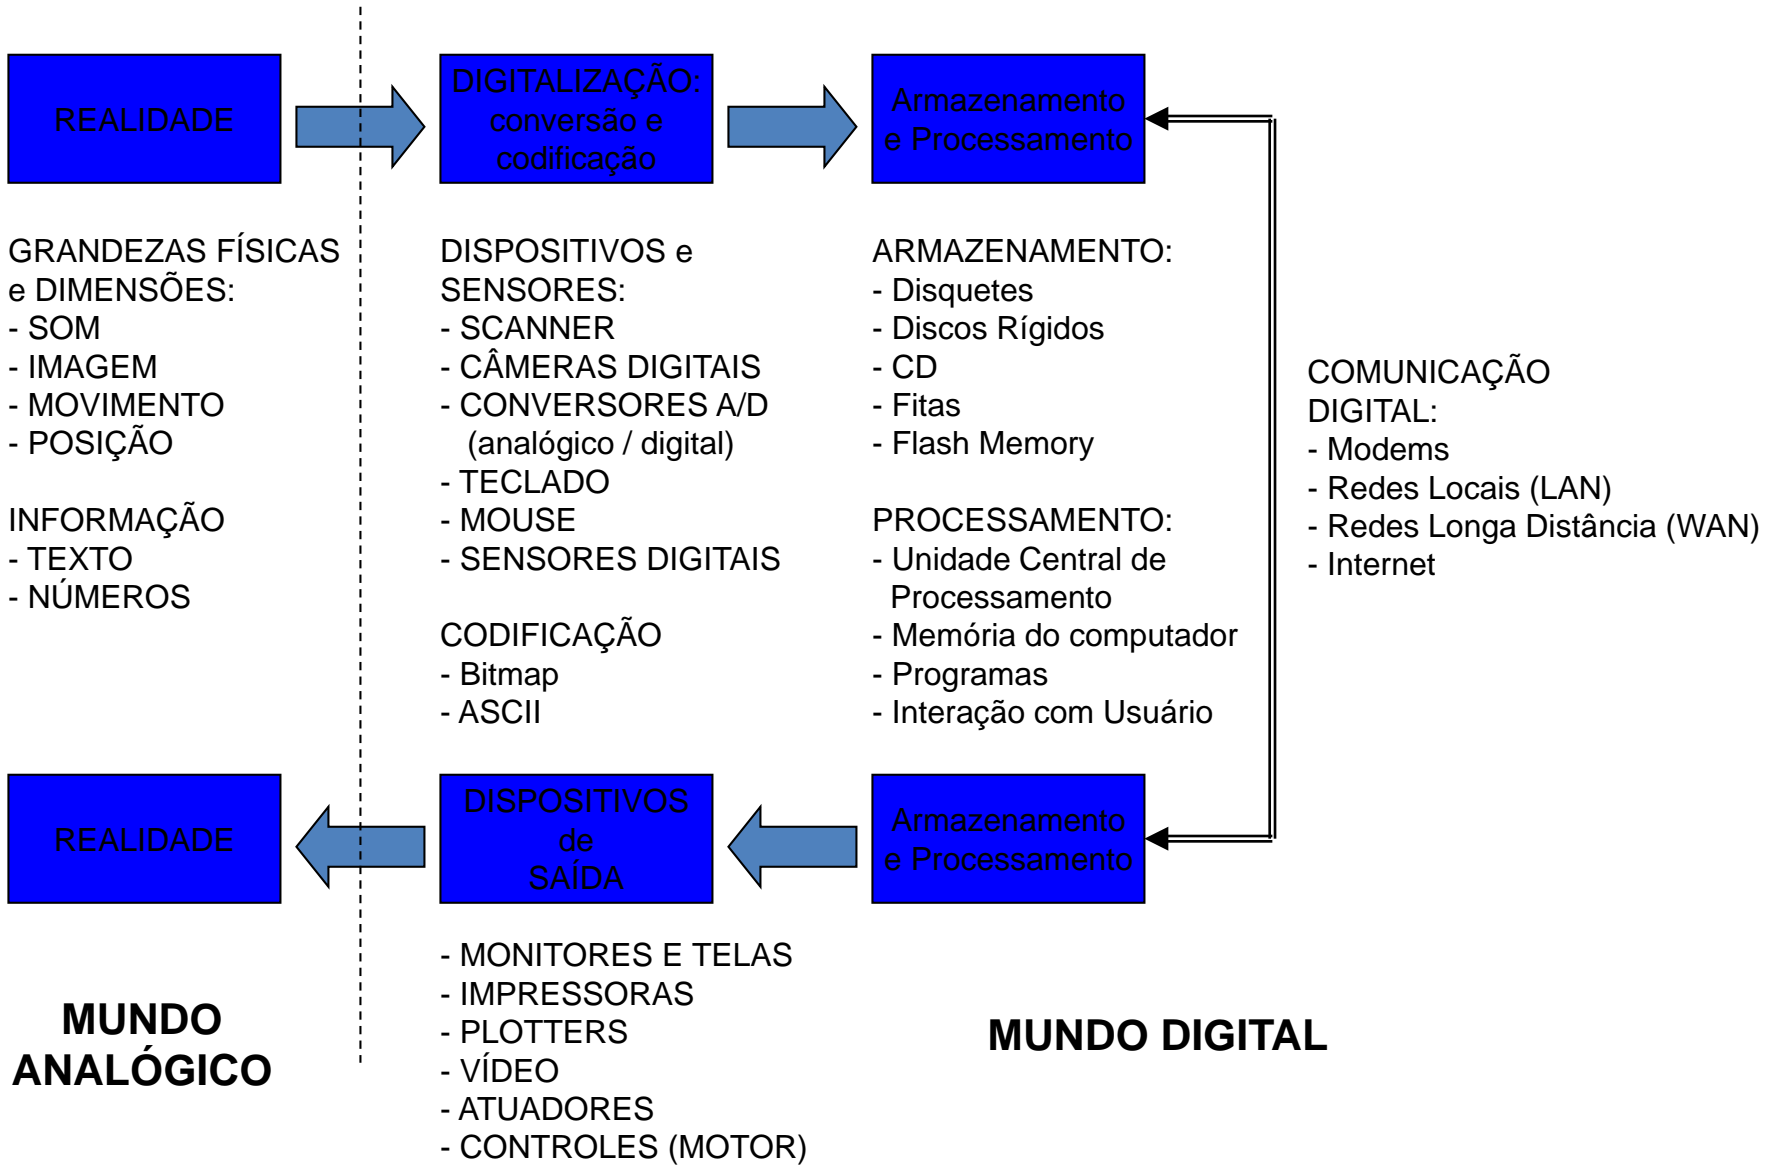 REALIDADE
DIGITALIZAÇÃO:
conversão e
codificação
Armazenamento
e Processamento
GRANDEZAS FÍSICAS
e DIMENSÕES:
- SOM
- IMAGEM
- MOVIMENTO
- POSIÇÃO
INFORMAÇÃO
- TEXTO
- NÚMEROS
DISPOSITIVOS e
SENSORES:
- SCANNER
- CÂMERAS DIGITAIS
- CONVERSORES A/D
(analógico / digital)
- TECLADO
- MOUSE
- SENSORES DIGITAIS
CODIFICAÇÃO
- Bitmap
- ASCII
ARMAZENAMENTO:
- Disquetes
- Discos Rígidos
- CD
- Fitas
- Flash Memory
PROCESSAMENTO:
- Unidade Central de
Processamento
- Memória do computador
- Programas
- Interação com Usuário
COMUNICAÇÃO
DIGITAL:
- Modems
- Redes Locais (LAN)
- Redes Longa Distância (WAN)
- Internet
REALIDADE
DISPOSITIVOS
de
SAÍDA
Armazenamento
e Processamento
- MONITORES E TELAS
- IMPRESSORAS
- PLOTTERS
- VÍDEO
- ATUADORES
- CONTROLES (MOTOR)
MUNDO
ANALÓGICO
MUNDO DIGITAL